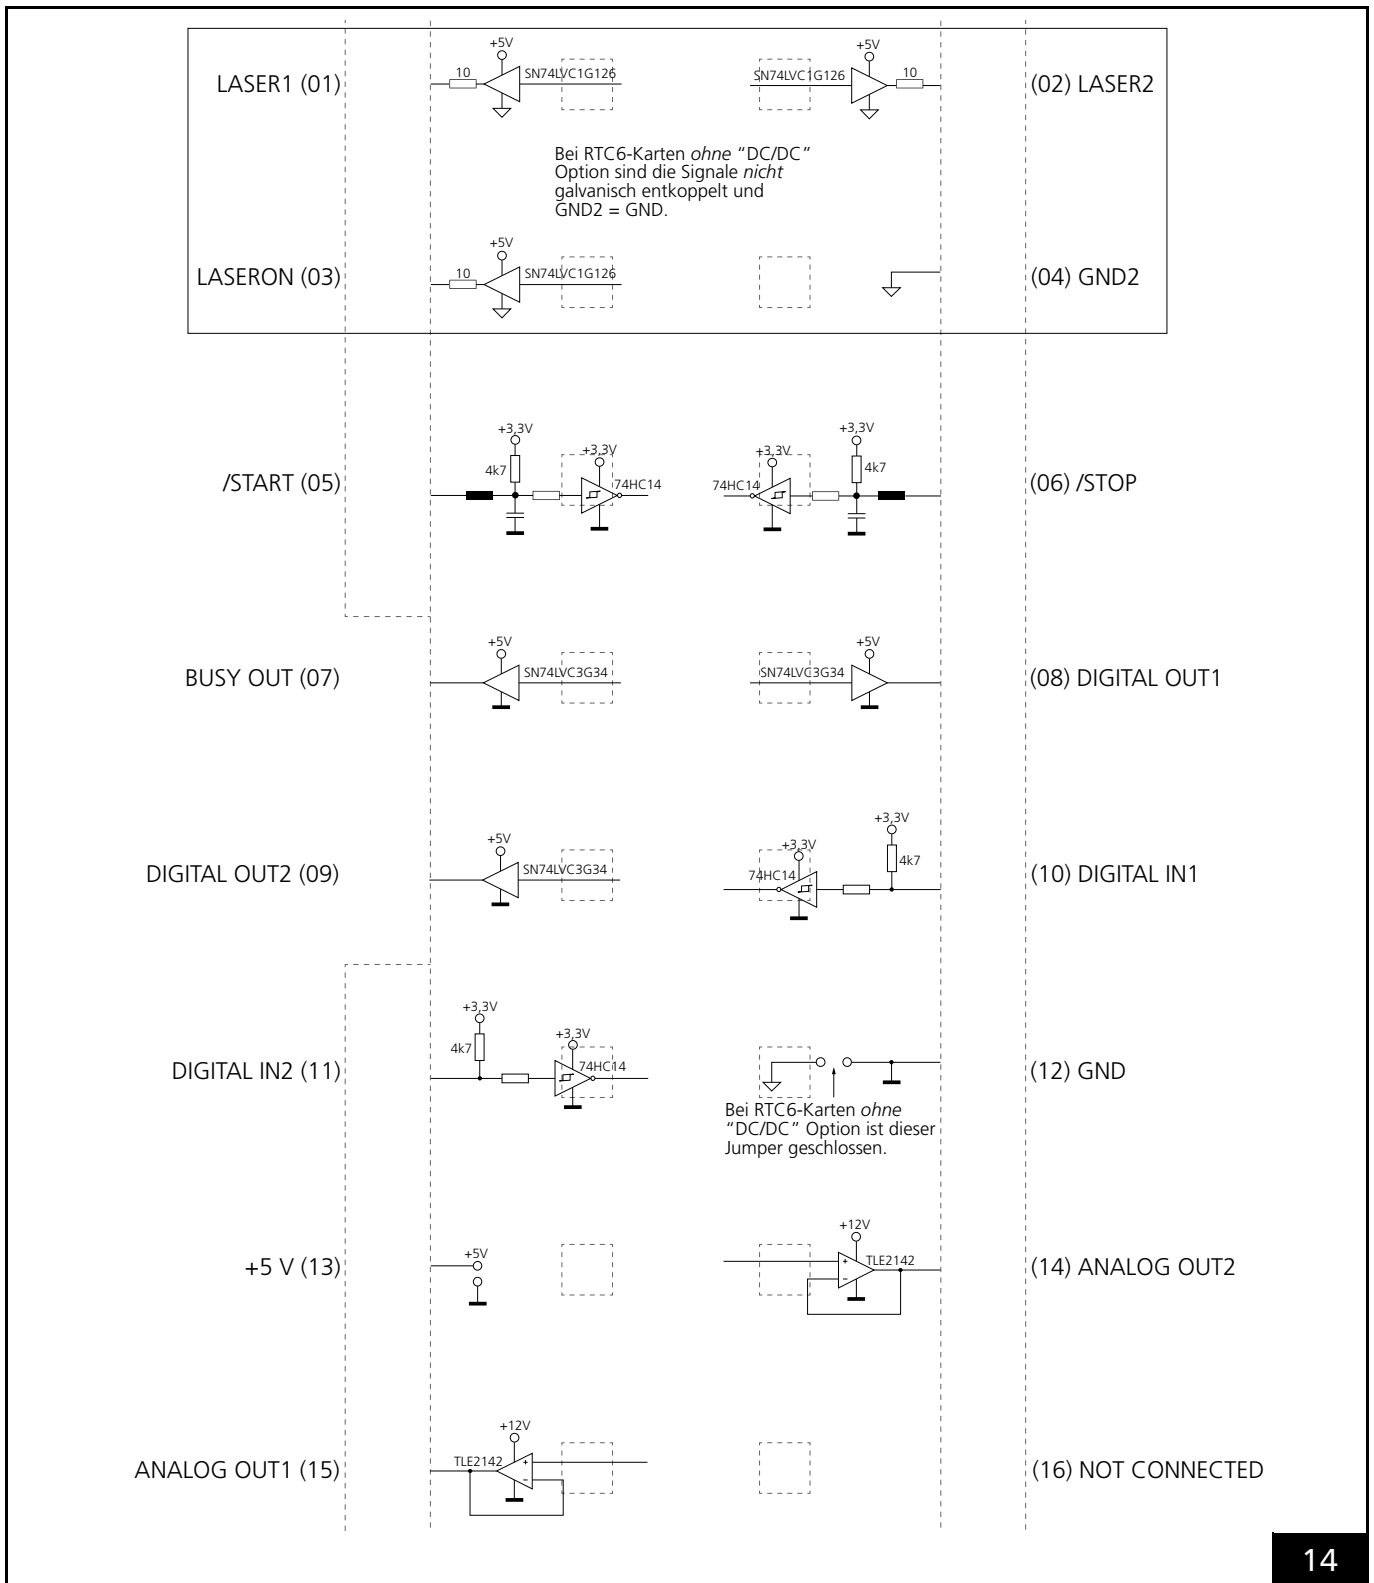 +5V
+5V
LASER1 (01)
10
SN74LVC1G126
SN74LVC1G126
10
(02) LASER2
Bei RTC6-Karten ohne “DC/DC”
Option sind die Signale nicht
galvanisch entkoppelt und
GND2 = GND.
+5V
LASERON (03)
10
SN74LVC1G126
(04) GND2
+3,3V
+3,3V
+3,3V
+3,3V
4k7
4k7
/START (05)
74HC14
74HC14
(06) /STOP
+5V
+5V
BUSY OUT (07)
SN74LVC3G34
SN74LVC3G34
(08) DIGITAL OUT1
+3,3V
+5V
+3,3V
4k7
DIGITAL OUT2 (09)
SN74LVC3G34
74HC14
(10) DIGITAL IN1
+3,3V
+3,3V
4k7
DIGITAL IN2 (11)
74HC14
(12) GND
Bei RTC6-Karten ohne
“DC/DC” Option ist dieser
Jumper geschlossen.
+12V
+5V
+5 V (13)
+
−
TLE2142
(14) ANALOG OUT2
+12V
ANALOG OUT1 (15)
TLE2142
+
−
(16) NOT CONNECTED
14